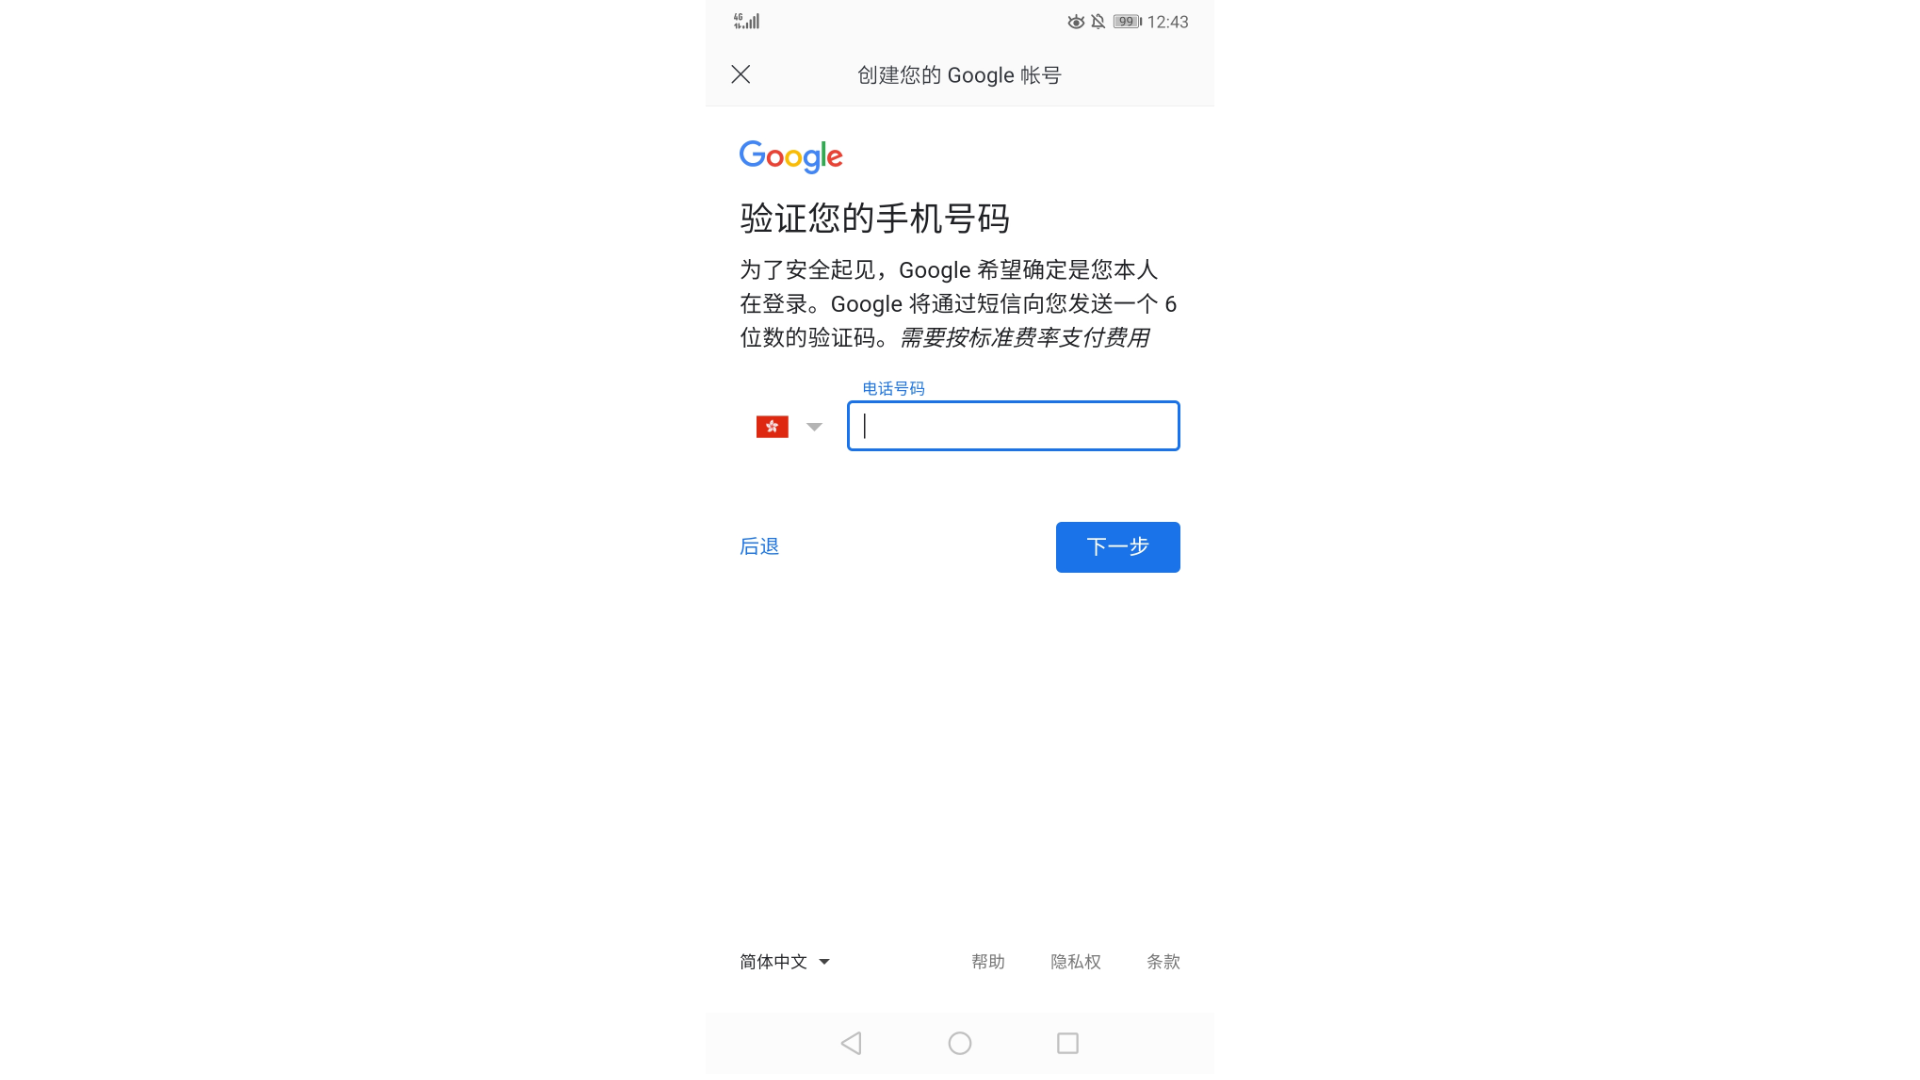 4G
99 12:43
创建您的 Google 帐号
Google
验证您的手机号码
为了安全起见，Google 希望确定是您本人
在登录。Google 将通过短信向您发送一个 6
位数的验证码。需要按标准费率支付费用
电话号码
后退
下一步
简体中文
帮助
隐私权
条款